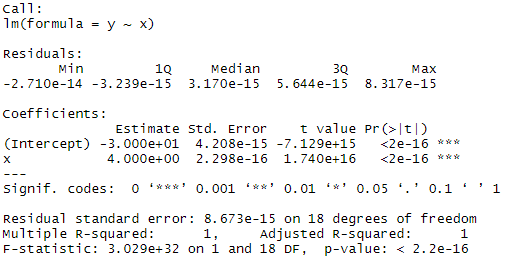 Call:
lm(formula = y ~ x)
Residuals:
Min 1Q Median 3Q Max
-2.710e-14 -3.239e-15 3.170e-15 5.644e-15 8.317e-15
Coefficients:
Estimate Std. Error t value Pr(>|t|)
(Intercept) -3.000e+01 4.208e-15 -7.129e+15 <2e-16 ***
x 4.000e+00 2.298e-16 1.740e+16 <2e-16 ***
---
Signif. codes: 0 ‘***’ 0.001 ‘**’ 0.01 ‘*’ 0.05 ‘.’ 0.1 ‘ ’ 1
Residual standard error: 8.673e-15 on 18 degrees of freedom
Multiple R-squared: 1, Adjusted R-squared: 1
F-statistic: 3.029e+32 on 1 and 18 DF, p-value: < 2.2e-16